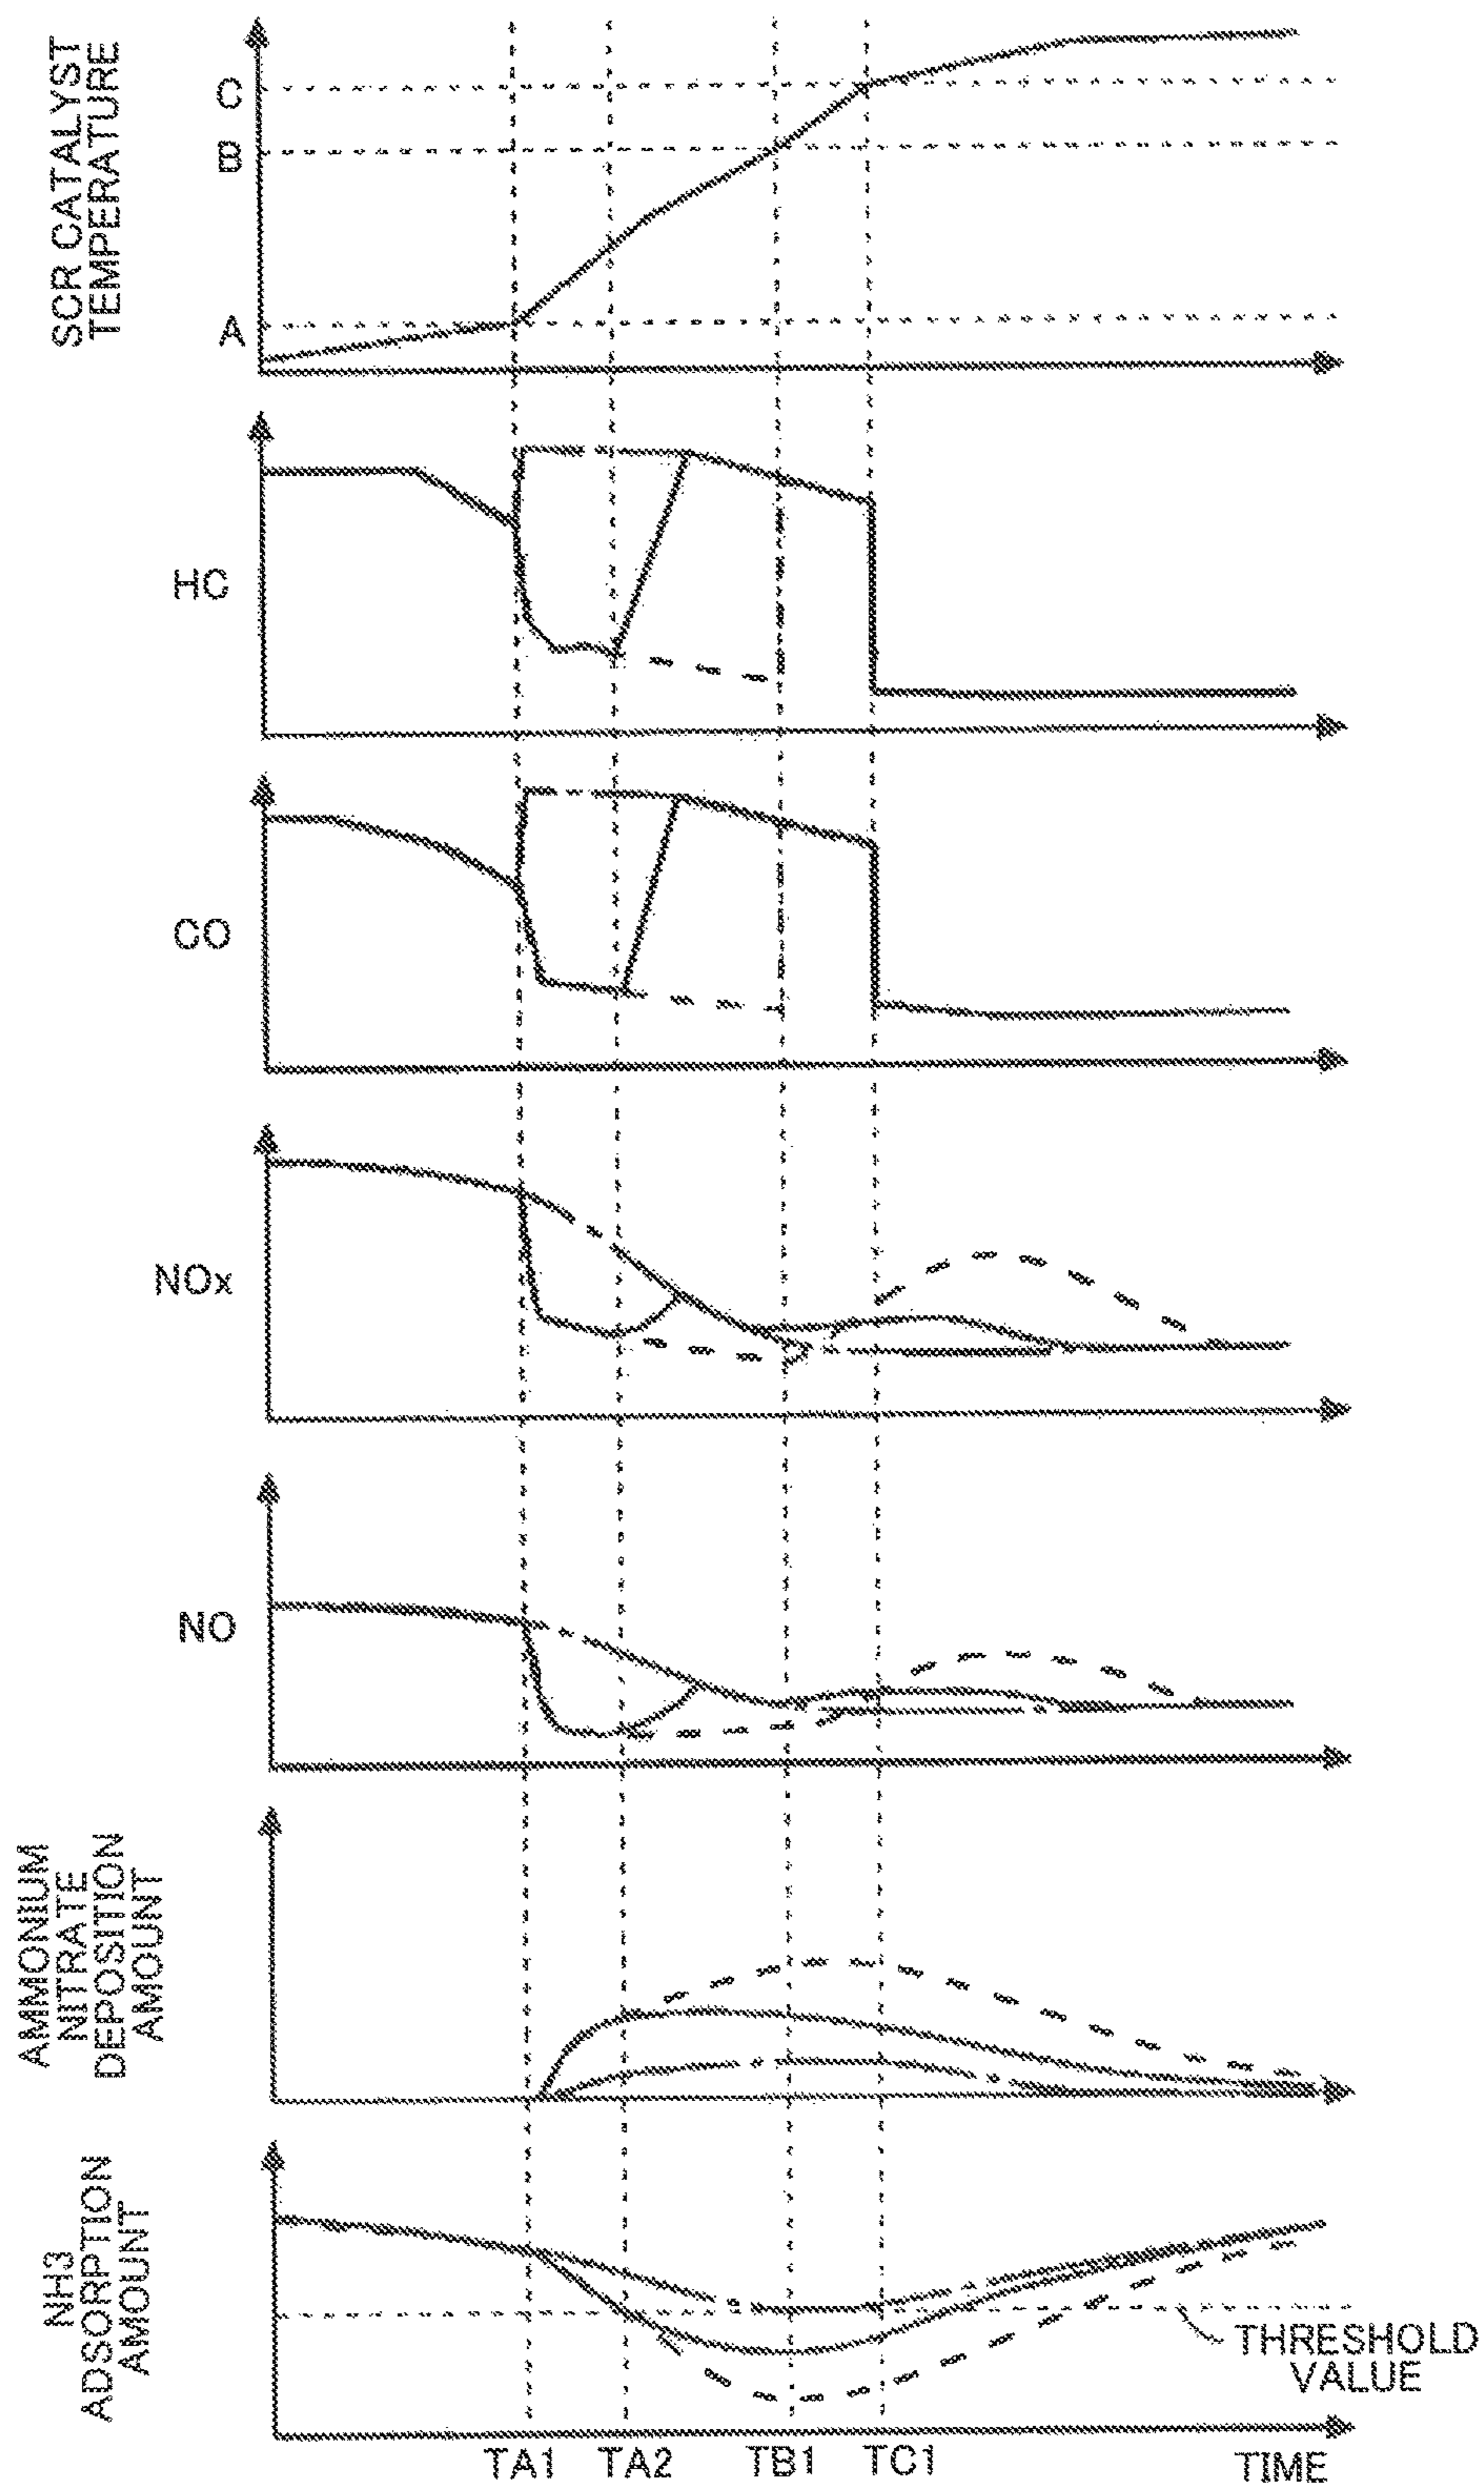 SCR CATALYST
TEMPERATURE
C
B
A
HC
CO
NOx
NO
AMMONIUM
NITRATE
DEPOSITION
AMOUNT
NH3
ADSORPTION
AMOUNT
THRESHOLD
VALUE
TA1 TA2 TB1 TC1 TIME